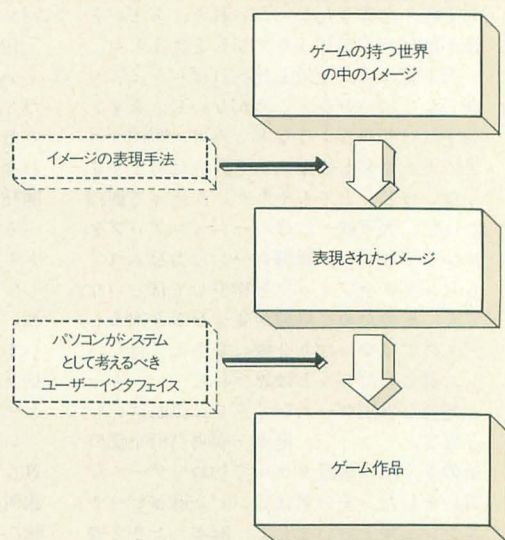 ゲームの持つ世界
の中のイメージ
イメージの表現手法
表現されたイメージ
パソコンがシステム
として考えるべき
ユーザーインタフェイス
ゲーム作品